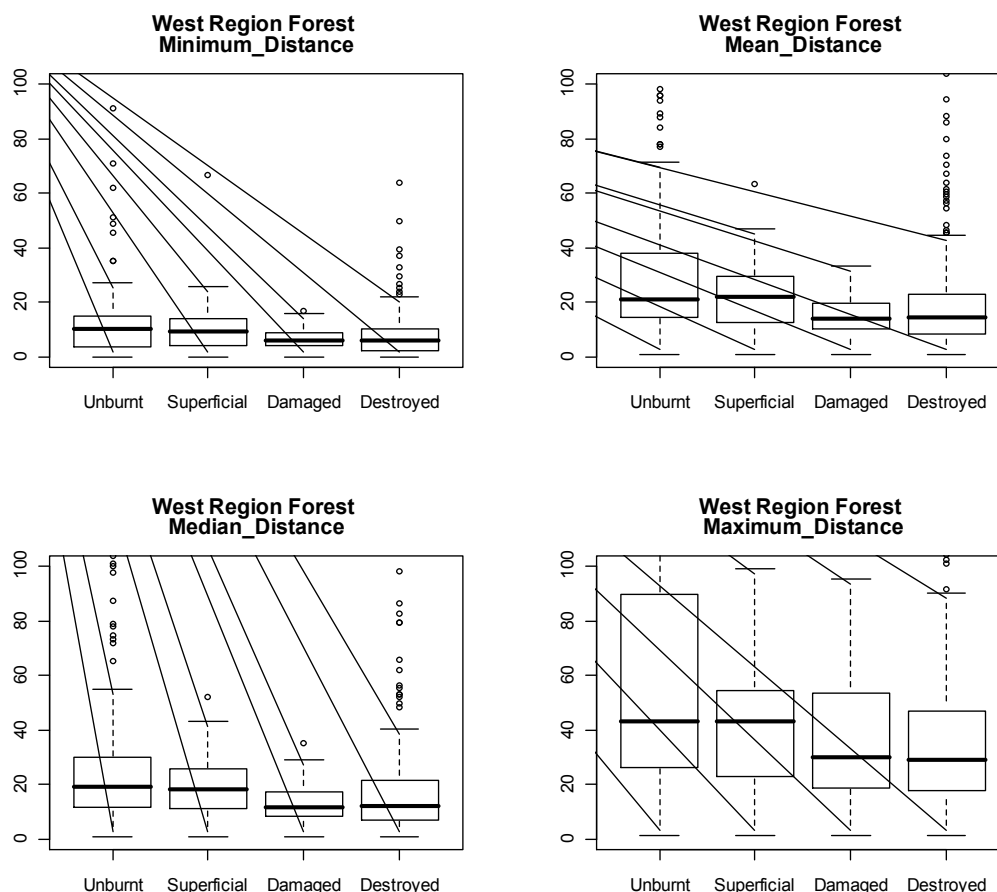 West Region Forest
Minimum_Distance
100
80
60
40
20
0
Unburnt Superficial Damaged Destroyed
West Region Forest
Mean_Distance
100
80
60
40
20
0
Unburnt Superficial Damaged Destroyed
West Region Forest
Median_Distance
100
80
60
40
20
0
Unburnt Superficial Damaged Destroyed
West Region Forest
Maximum_Distance
100
80
60
40
20
0
Unburnt Superficial Damaged Destroyed